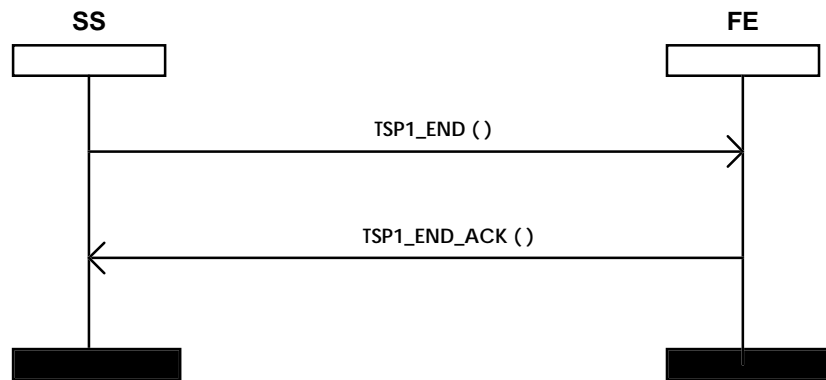 SS
FE
TSP1_END ( )
TSP1_END_ACK ( )